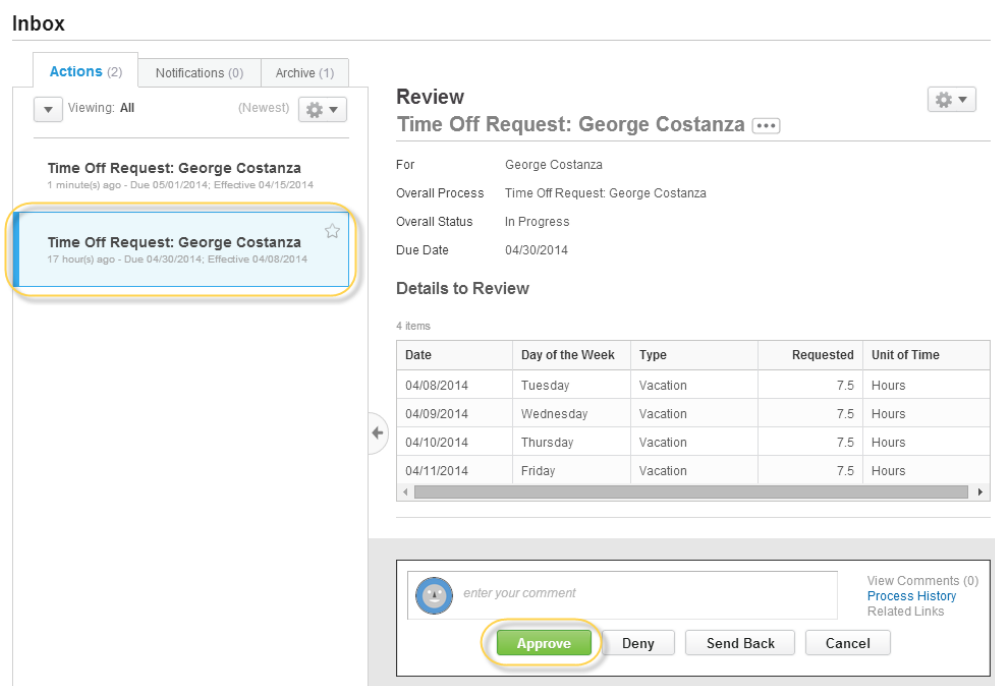 Inbox
Actions (2) Notifications (0) Archive (1)
Viewing: All (Newest)
Time Off Request: George Costanza
1 minute(s) ago - Due 05/01/2014; Effective 04/15/2014
Time Off Request: George Costanza
17 hour(s) ago - Due 04/30/2014; Effective 04/08/2014
Review
Time Off Request: George Costanza
For George Costanza
Overall Process Time Off Request: George Costanza
Overall Status In Progress
Due Date 04/30/2014
Details to Review
4 items
Date Day of the Week Type Requested Unit of Time
04/08/2014 Tuesday Vacation 7.5 Hours
04/09/2014 Wednesday Vacation 7.5 Hours
04/10/2014 Thursday Vacation 7.5 Hours
04/11/2014 Friday Vacation 7.5 Hours
enter your comment
View Comments (0)
Process History
Related Links
Approve Deny Send Back Cancel